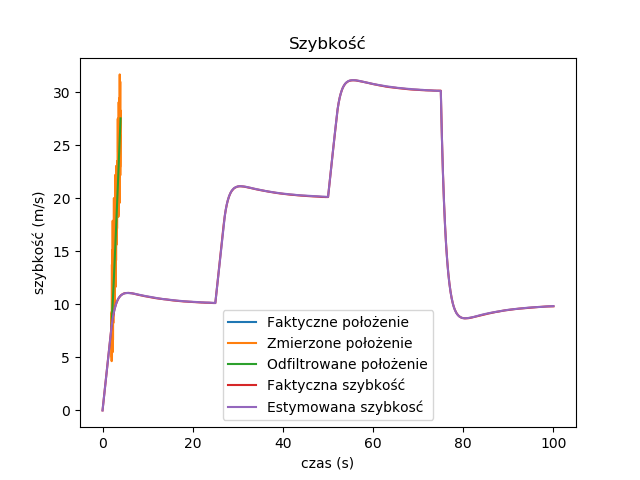 Szybkość
szybkość (m/s)
30
25
20
15
10
5
0
Faktyczne położenie
Zmierzone położenie
Odfiltrowane położenie
Faktyczna szybkość
Estymowana szybkosć
0 20 40 60 80 100
czas (s)